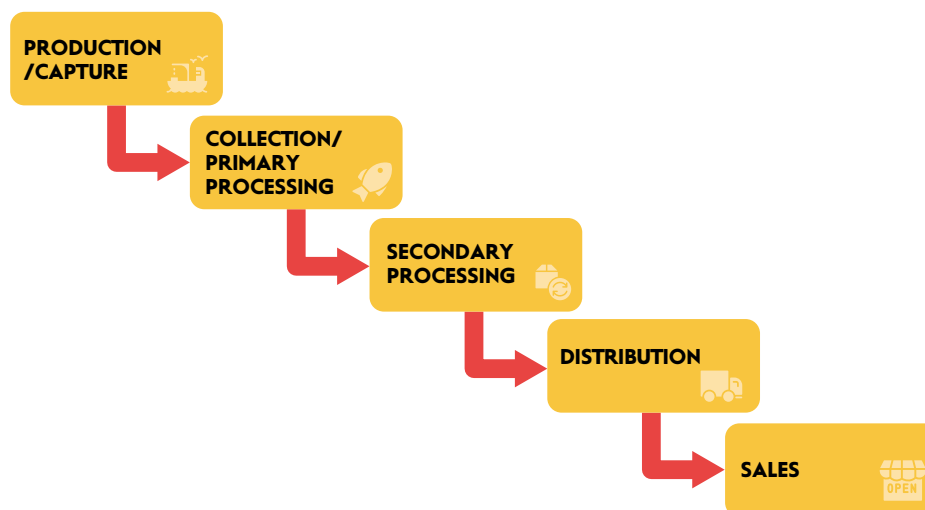 PRODUCTION
/CAPTURE
COLLECTION/
PRIMARY
PROCESSING
SECONDARY
PROCESSING
DISTRIBUTION
SALES
OPEN